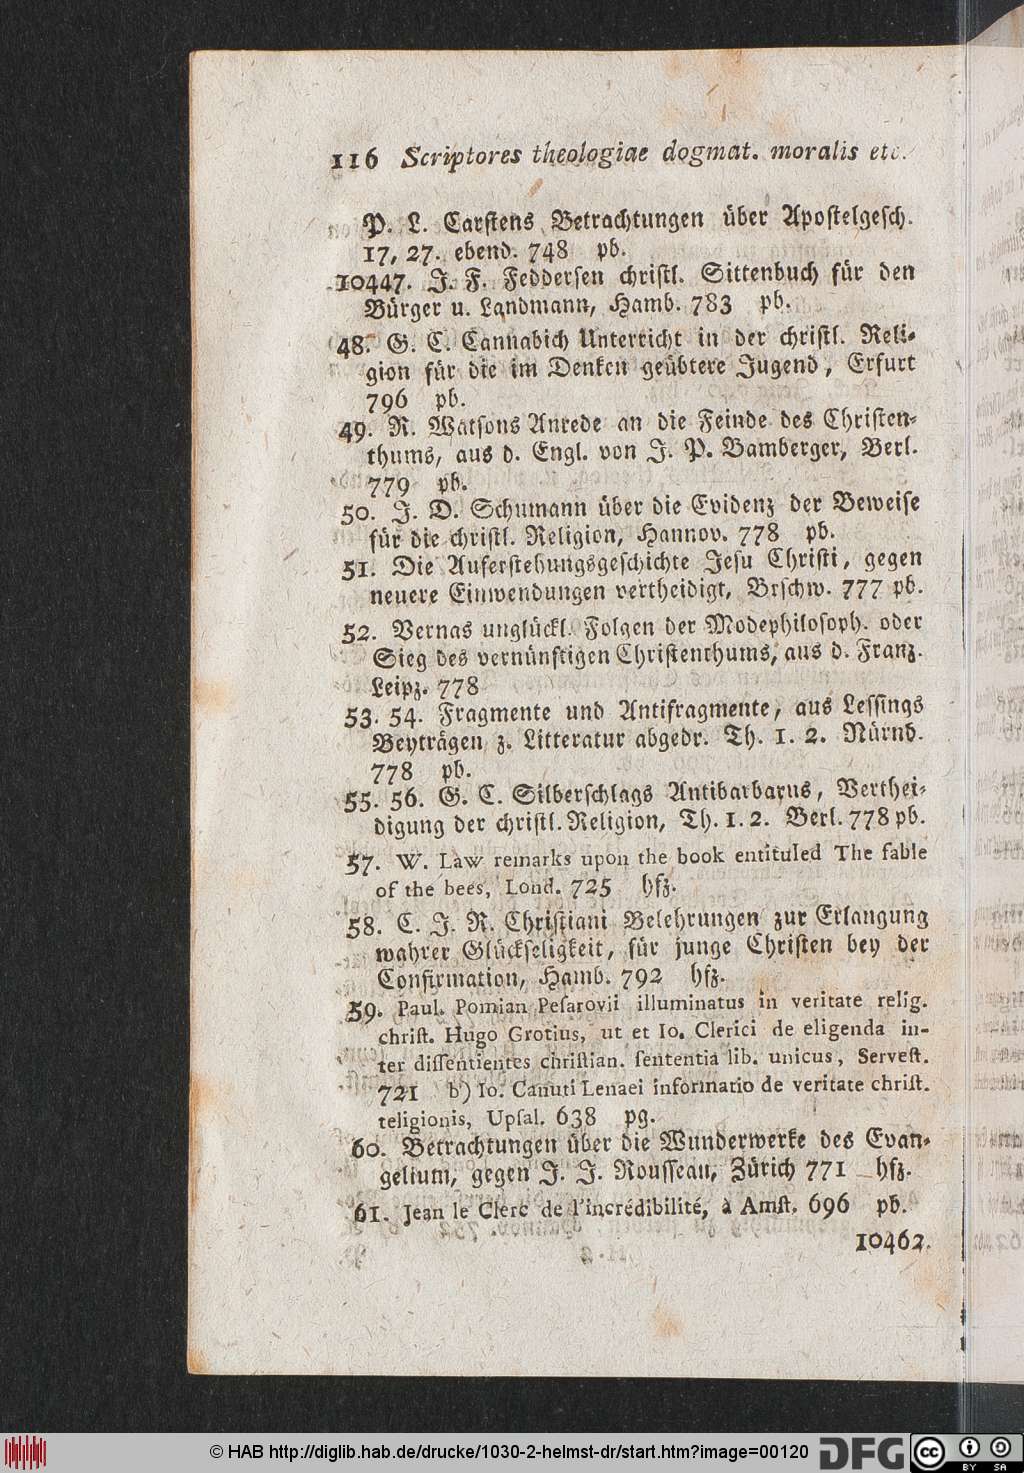 116 Scriptores theologiae dogmat. moralis etc.
P. L. Carſtens Betrachtungen über Apoſtelgeſch.
17, 27. ebend. 748 pb.
10447. J. F. Fedderſen chriſtl. Sittenbuch für den
Bürger u. Landmann, Hamb. 783 pb.
48. G. C. Cannabich Unterricht in der chriſtl. Reli-
gion für die im Denken geübtere Jugend, Erfurt
796 pb.
49. R. Watſons Anrede an die Feinde des Chriſten-
thums, aus d. Engl. von J. P. Bamberger, Berl.
779 pb.
50. J. D. Schumann über die Evidenz der Beweiſe
für die chriſtl. Religion, Hannov. 778 pb.
51. Die Auferſtehungsgeſchichte Jeſu Chriſti, gegen
neuere Einwendungen vertheidigt, Brſchw. 777 pb.
52. Vernas unglückl. Folgen der Modephiloſoph. oder
Sieg des vernünftigen Chriſtenthums, aus d. Franz.
Leipz. 778
53. 54. Fragmente und Antifragmente, aus Leſſings
Beyträgen z. Litteratur abgedr. Th. 1. 2. Nürnb.
778 pb.
55. 56. G. C. Silberſchlags Antibarbarus, Verthei-
digung der chriſtl. Religion, Th. 1. 2. Berl. 778 pb.
57. W. Law remarks upon the book entituled The fable
of the bees, Lond. 725 hfz.
58. C. J. R. Chriſtiani Belehrungen zur Erlangung
wahrer Glückſeligkeit, für junge Chriſten bey der
Confirmation, Hamb. 792 hfz.
59. Paul. Pomian Peſarovii illuminatus in veritate relig.
chriſt. Hugo Grotius, ut et Io. Clerici de eligenda in-
ter diſſentientes chriſtian. ſententia lib. unicus, Serveſt.
721 b) Io. Canuti Lenaei informatio de veritate chriſt.
religionis, Upſal. 638 pg.
60. Betrachtungen über die Wunderwerke des Evan-
gelium, gegen J. J. Rouſſeau, Zürich 771 hfz.
61. Jean le Clerc de l'incrédibilité, à Amſt. 696 pb.
10462.
© HAB http://diglib.hab.de/drucke/1030-2-helmst-dr/start.htm?image=00120
DFG
cc BY SA